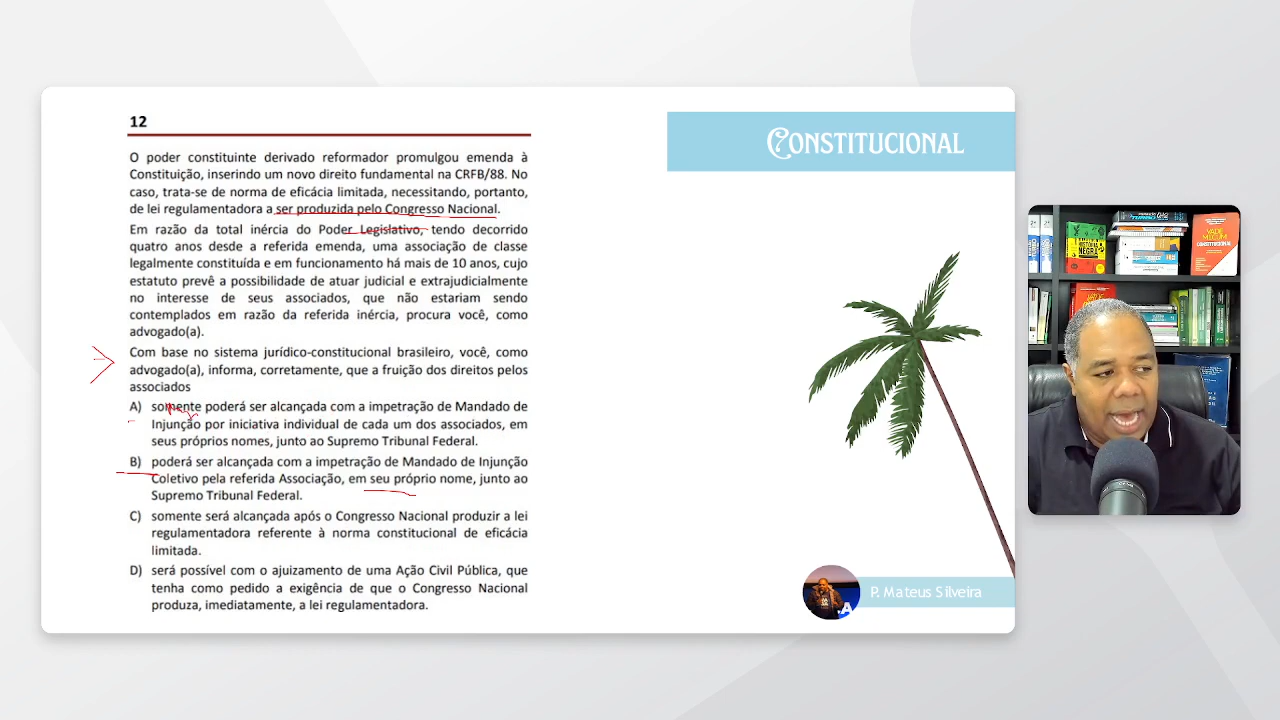 12
O poder constituinte derivado reformador promulgou emenda à
Constituição, inserindo um novo direito fundamental na CRFB/88. No
caso, trata-se de norma de eficácia limitada, necessitando, portanto,
de lei regulamentadora a ser produzida pelo Congresso Nacional.
Em razão da total inércia do Poder Legislativo, tendo decorrido
quatro anos desde a referida emenda, uma associação de classe
legalmente constituída e em funcionamento há mais de 10 anos, cujo
estatuto prevê a possibilidade de atuar judicial e extrajudicialmente
no interesse de seus associados, que não estariam sendo
contemplados em razão da referida inércia, procura você, como
advogado(a).
Com base no sistema jurídico-constitucional brasileiro, você, como
advogado(a), informa, corretamente, que a fruição dos direitos pelos
associados
A) somente poderá ser alcançada com a impetração de Mandado de
Injunção por iniciativa individual de cada um dos associados, em
seus próprios nomes, junto ao Supremo Tribunal Federal.
B) poderá ser alcançada com a impetração de Mandado de Injunção
Coletivo pela referida Associação, em seu próprio nome, junto ao
Supremo Tribunal Federal.
C) somente será alcançada após o Congresso Nacional produzir a lei
regulamentadora referente à norma constitucional de eficácia
limitada.
D) será possível com o ajuizamento de uma Ação Civil Pública, que
tenha como pedido a exigência de que o Congresso Nacional
produza, imediatamente, a lei regulamentadora.
CONSTITUCIONAL
P. Mateus Silveira
VADE
MECUM
CONSTITUCIONAL